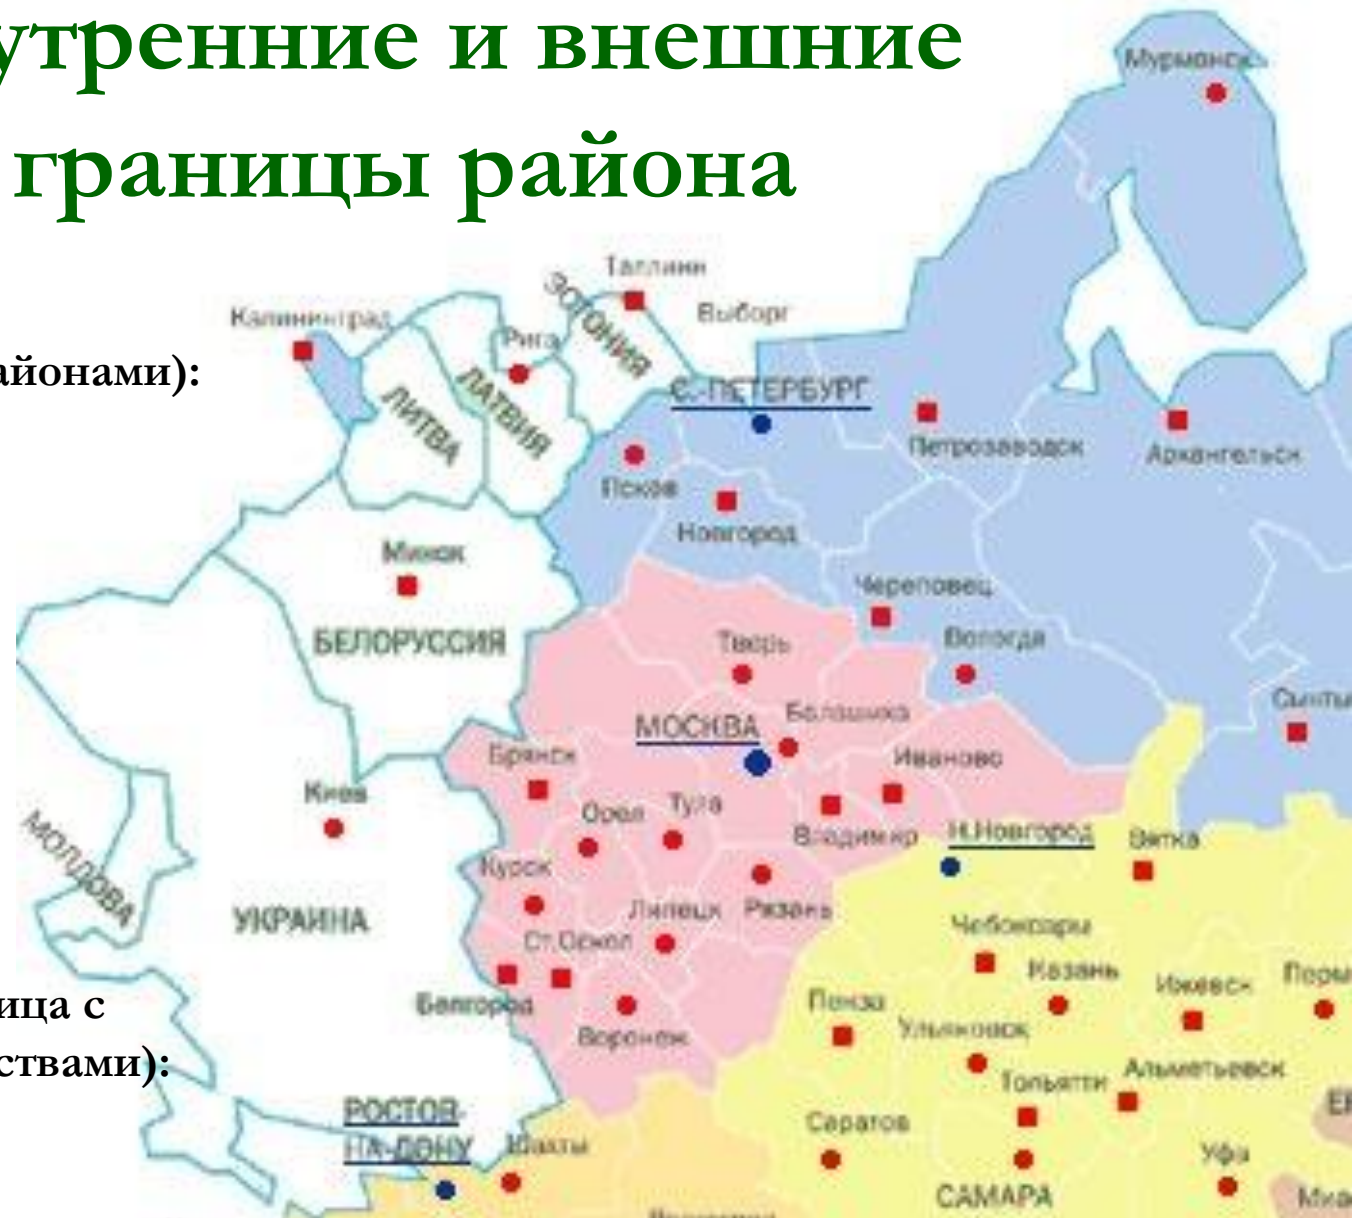 утренние и внешние
границы района
айонами):
ица с
ствами):
Мурманск
Таллинн
ЭСТОНИЯ
Выборг
Калининград
Рига
С.-ПЕТЕРБУРГ
ЛИТВА
ЛАТВИЯ
Петрозаводск
Архангельск
Псков
Новгород
Минск
Череповец
БЕЛОРУССИЯ
Тверь
Вологда
Сыкты
МОСКВА
Балашиха
Брянск
Иваново
Киев
Орел
Тула
Владимир
Н.Новгород
Вятка
МОЛДОВА
Курск
УКРАИНА
Липецк
Рязань
Чебоксары
Ст.Оскол
Казань
Ижевск
Перм
Белгород
Пенза
Ульяновск
Воронеж
Тольятти
Альметьевск
РОСТОВ-
НА-ДОНУ
Шахты
Саратов
Уфа
САМАРА
Миа